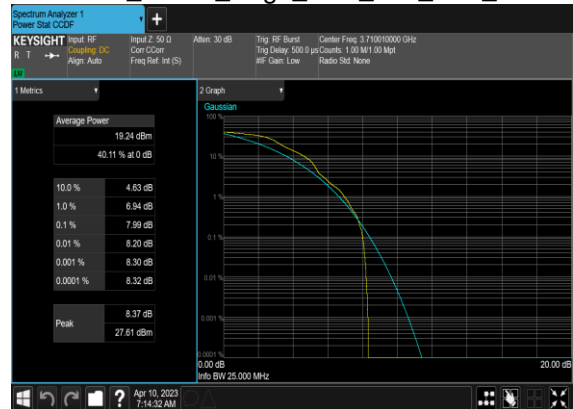 Spectrum Analyzer 1
Power Stat CCDF
KEYSIGHT
R T
LU
Input: RF
Coupling: DC
Align: Auto
Input Z: 50 Ω
Corr CCorr
Freq Ref: Int (S)
Atten: 30 dB
Trig: RF Burst
Trig Delay: 500.0 µs
#IF Gain: Low
Center Freq: 3.710010000 GHz
Counts: 1.00 M/1.00 Mpt
Radio Std: None
1 Metrics
Average Power
19.24 dBm
40.11 % at 0 dB
10.0 % 4.63 dB
1.0 % 6.94 dB
0.1 % 7.99 dB
0.01 % 8.20 dB
0.001 % 8.30 dB
0.0001 % 8.32 dB
Peak
8.37 dB
27.61 dBm
2 Graph
Gaussian
100 %
10 %
1 %
0.1 %
0.01 %
0.001 %
0.0001 %
0.00 dB 20.00 dB
Info BW 25.000 MHz
?
Apr 10, 2023
7:14:32 AM